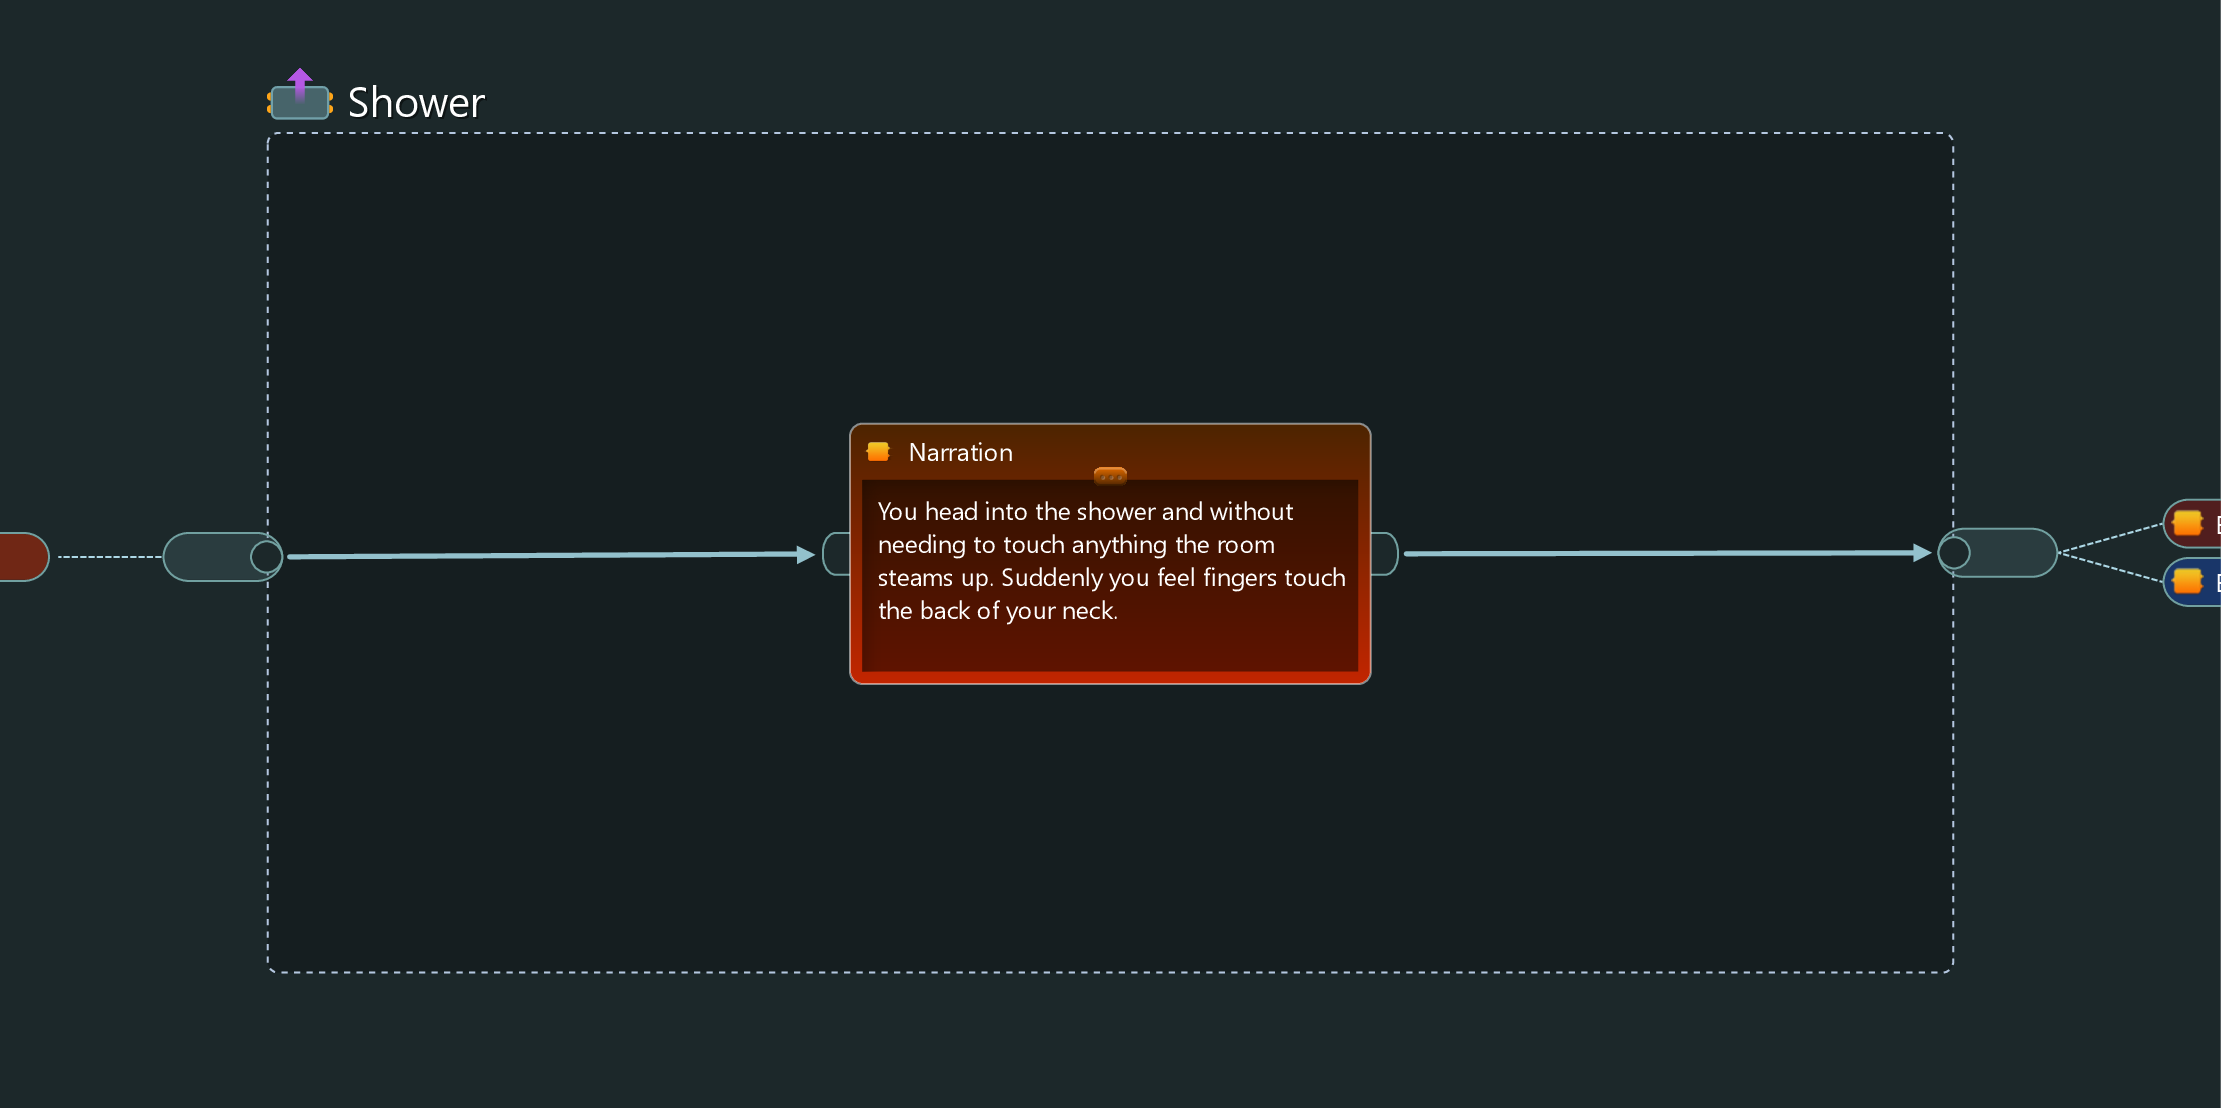 Shower
Narration
You head into the shower and without
needing to touch anything the room
steams up. Suddenly you feel fingers touch
the back of your neck.